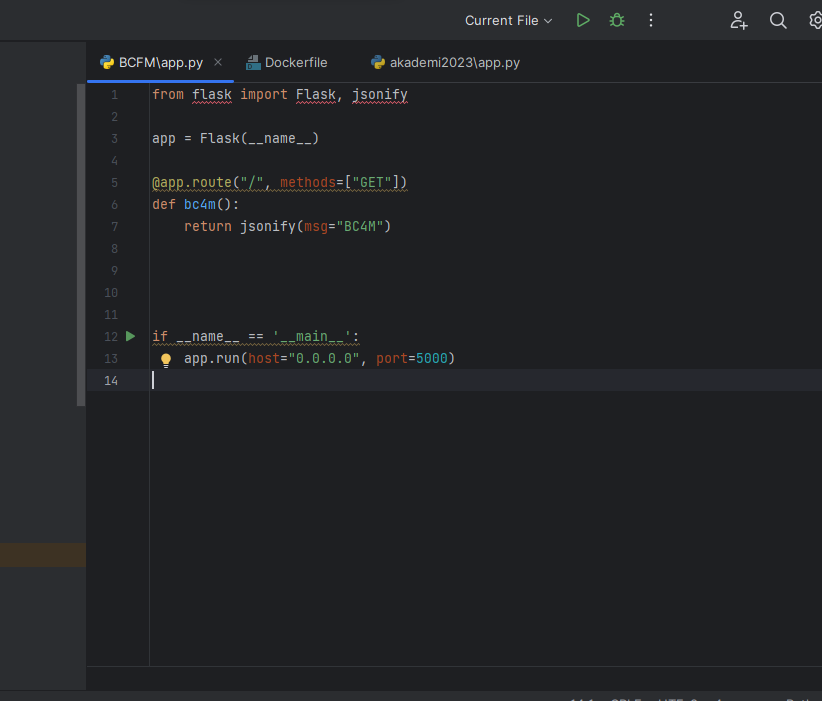 Current File
BCFM\app.py
Dockerfile
akademi2023\app.py
1 from flask import Flask, jsonify
2
3 app = Flask(__name__)
4
5 @app.route("/", methods=["GET"])
6 def bc4m():
7     return jsonify(msg="BC4M")
8
9
10
11
12 if __name__ == '__main__':
13     app.run(host="0.0.0.0", port=5000)
14